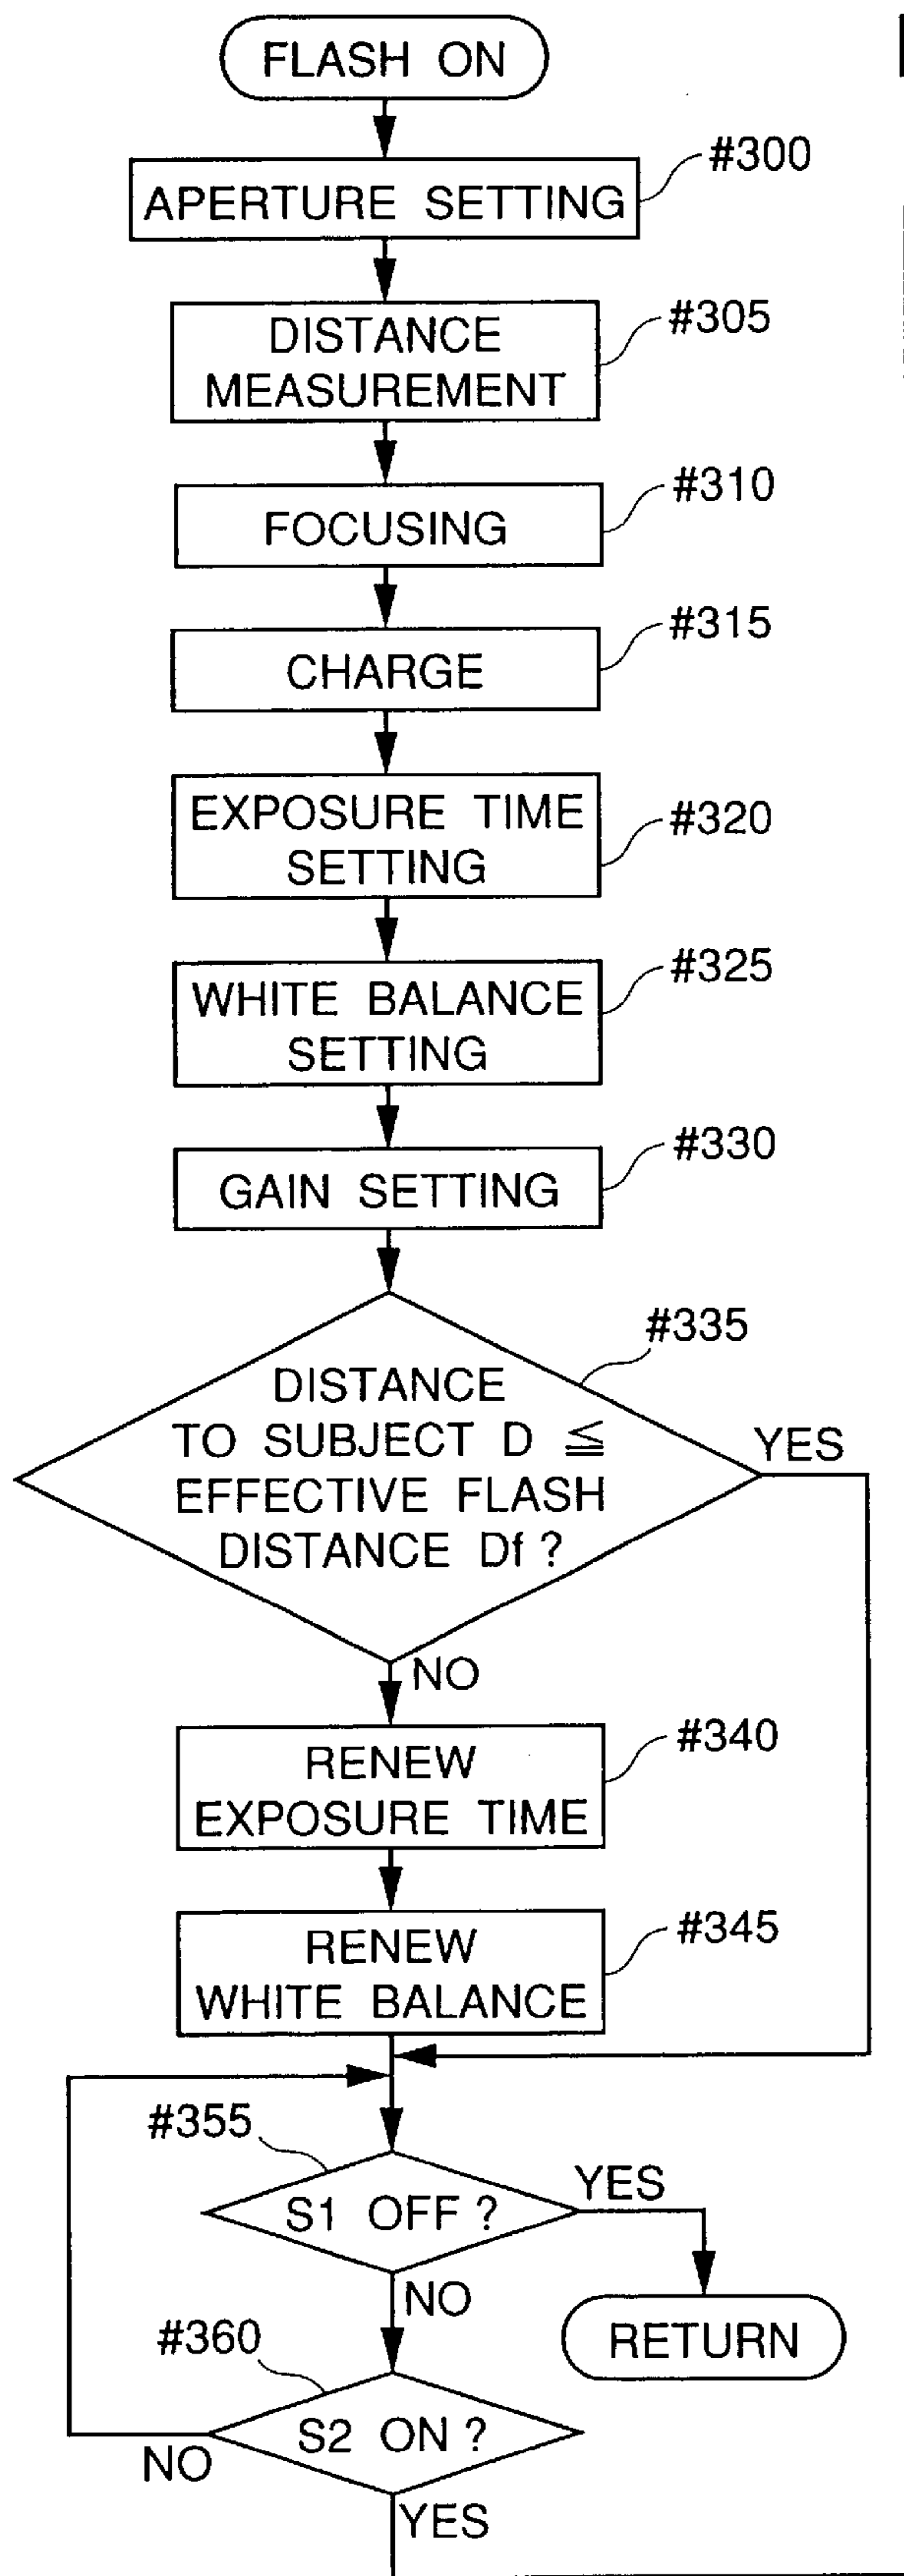 FLASH ON
#300
APERTURE SETTING
#305
DISTANCE
MEASUREMENT
#310
FOCUSING
#315
CHARGE
#320
EXPOSURE TIME
SETTING
#325
WHITE BALANCE
SETTING
#330
GAIN SETTING
#335
DISTANCE
TO SUBJECT D ≦
EFFECTIVE FLASH
DISTANCE Df ?
YES
NO
#340
RENEW
EXPOSURE TIME
#345
RENEW
WHITE BALANCE
#355
S1 OFF ?
YES
NO
RETURN
#360
S2 ON ?
NO
YES